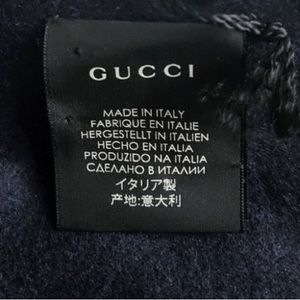 GUCCI
MADE IN ITALY
FABRIQUE EN ITALIE
HERGESTELLT IN ITALIEN
HECHO EN ITALIA
PRODUZIDO NA ITALIA
СДЕЛАНО В ИТАЛИИ
イタリア製
产地:意大利